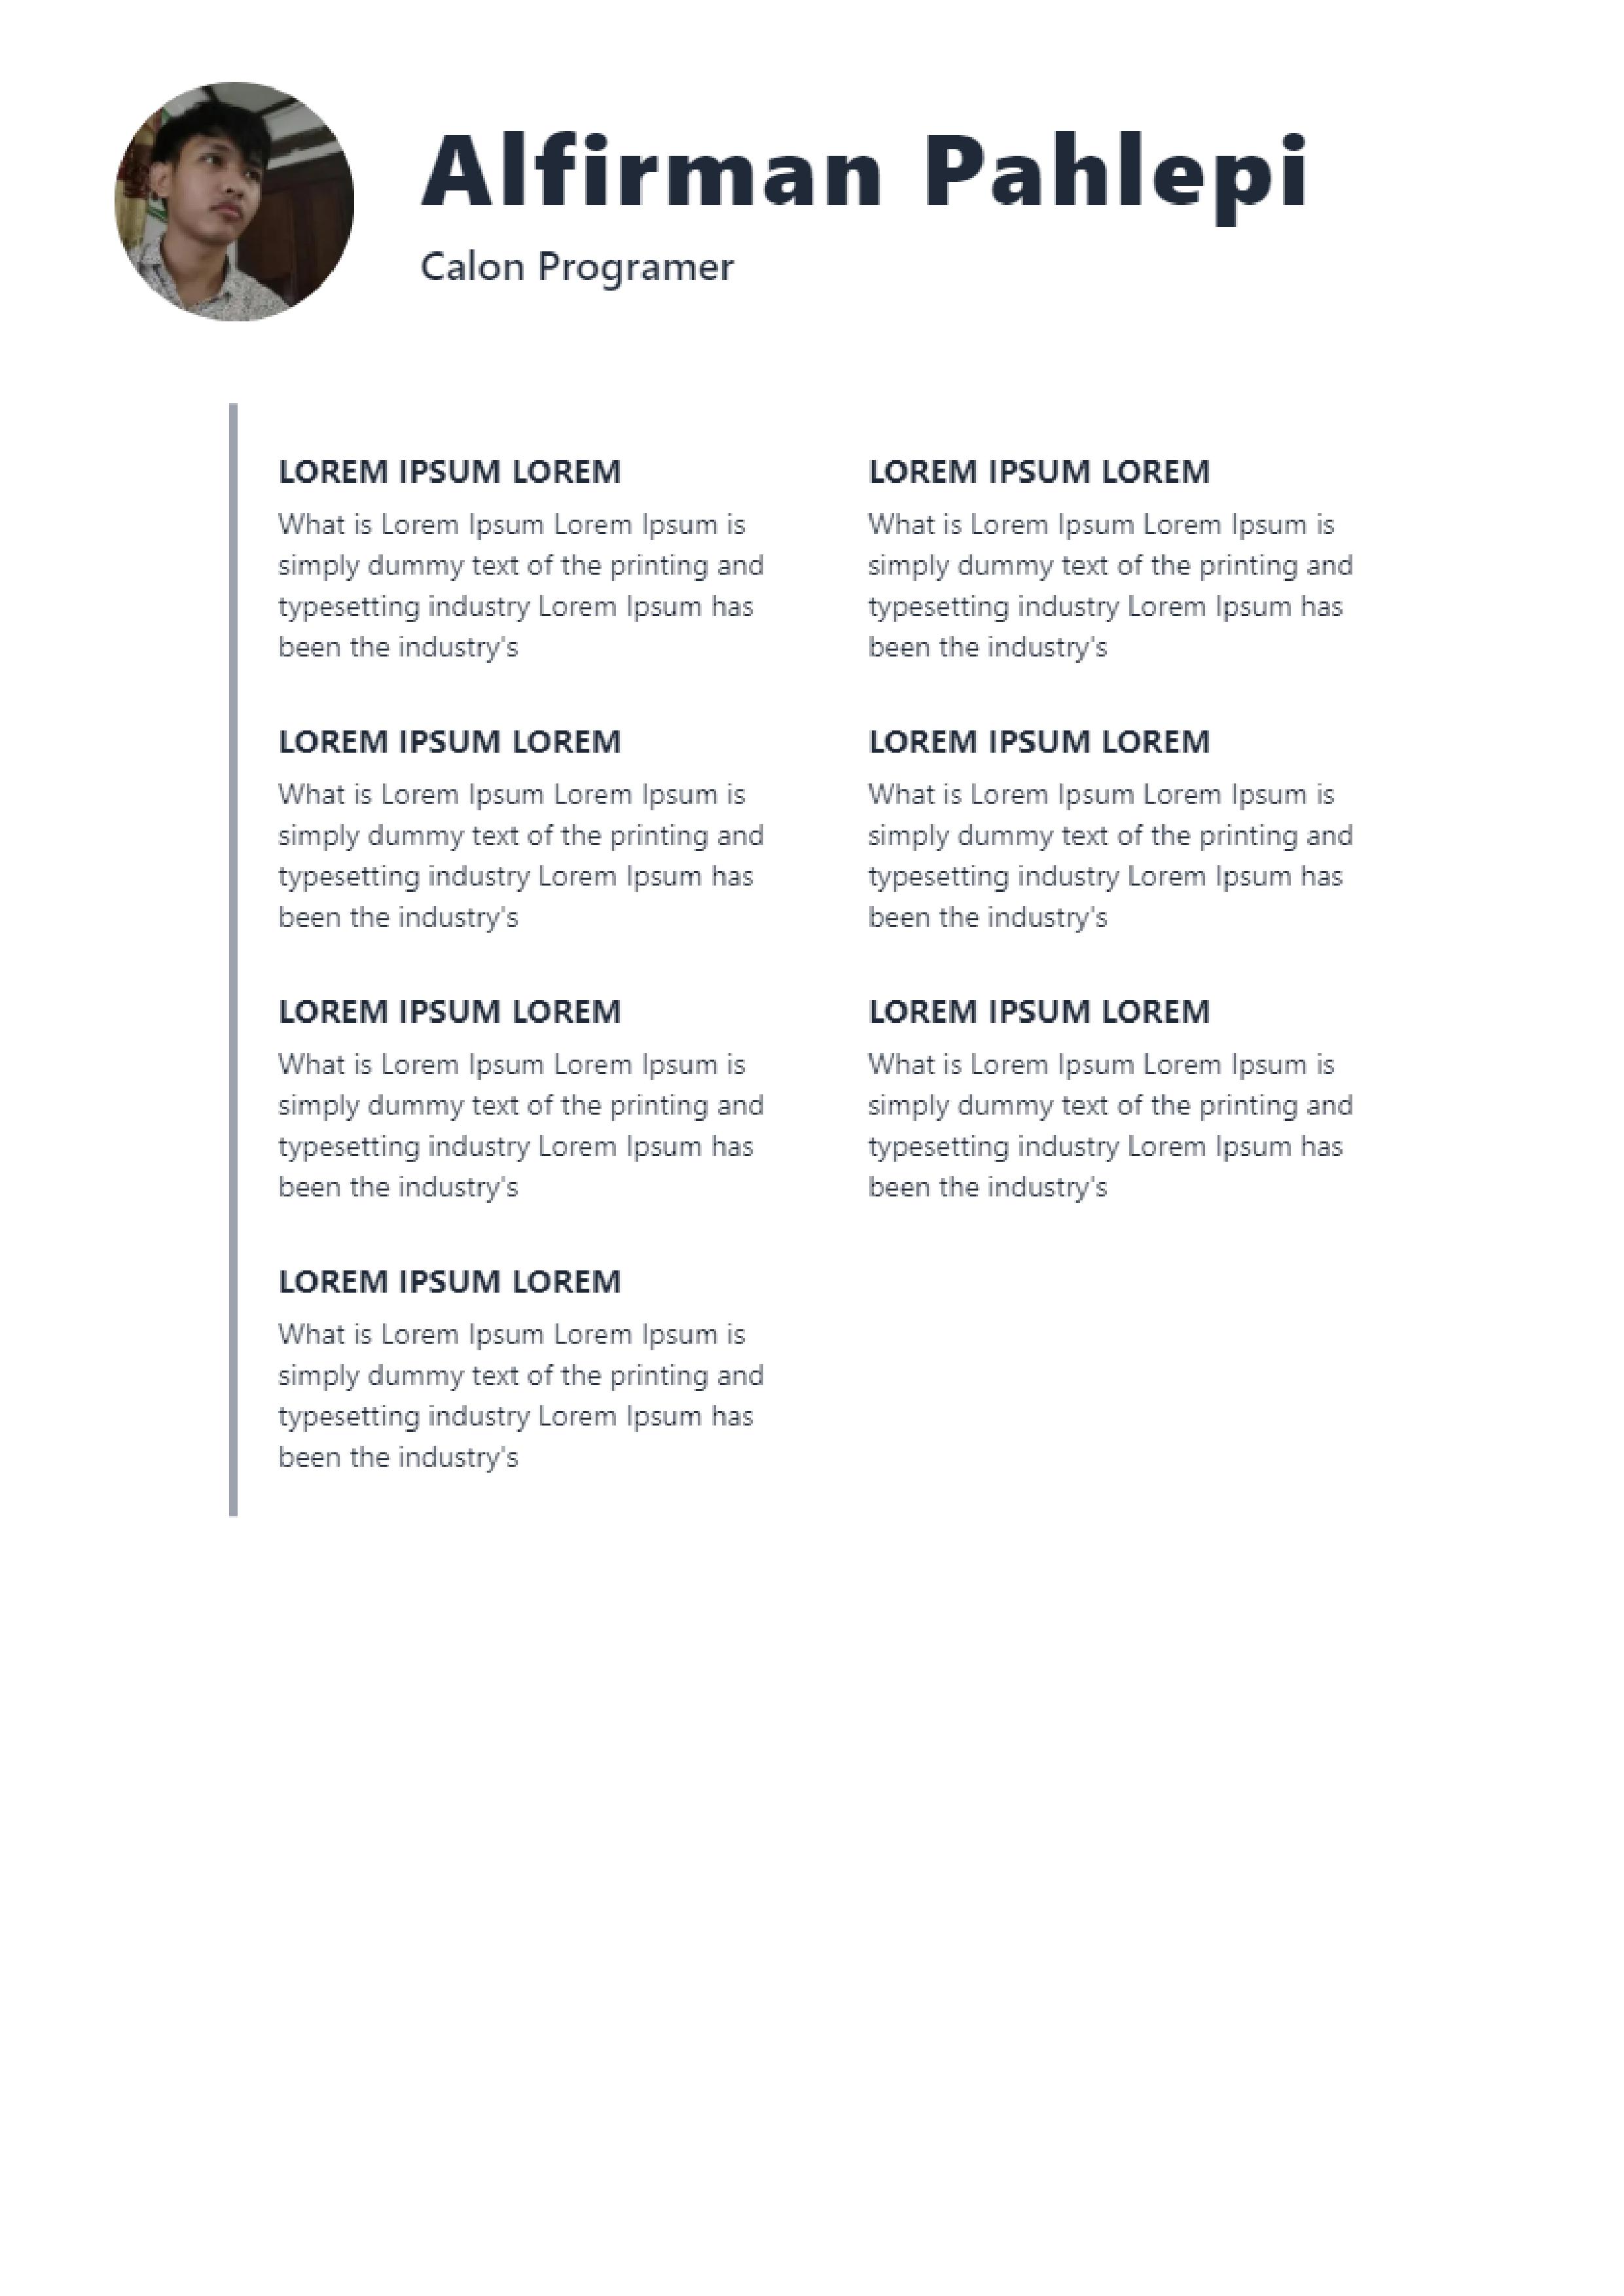 Alfirman Pahlepi
Calon Programer
LOREM IPSUM LOREM
What is Lorem Ipsum Lorem Ipsum is
simply dummy text of the printing and
typesetting industry Lorem Ipsum has
been the industry's
LOREM IPSUM LOREM
What is Lorem Ipsum Lorem Ipsum is
simply dummy text of the printing and
typesetting industry Lorem Ipsum has
been the industry's
LOREM IPSUM LOREM
What is Lorem Ipsum Lorem Ipsum is
simply dummy text of the printing and
typesetting industry Lorem Ipsum has
been the industry's
LOREM IPSUM LOREM
What is Lorem Ipsum Lorem Ipsum is
simply dummy text of the printing and
typesetting industry Lorem Ipsum has
been the industry's
LOREM IPSUM LOREM
What is Lorem Ipsum Lorem Ipsum is
simply dummy text of the printing and
typesetting industry Lorem Ipsum has
been the industry's
LOREM IPSUM LOREM
What is Lorem Ipsum Lorem Ipsum is
simply dummy text of the printing and
typesetting industry Lorem Ipsum has
been the industry's
LOREM IPSUM LOREM
What is Lorem Ipsum Lorem Ipsum is
simply dummy text of the printing and
typesetting industry Lorem Ipsum has
been the industry's